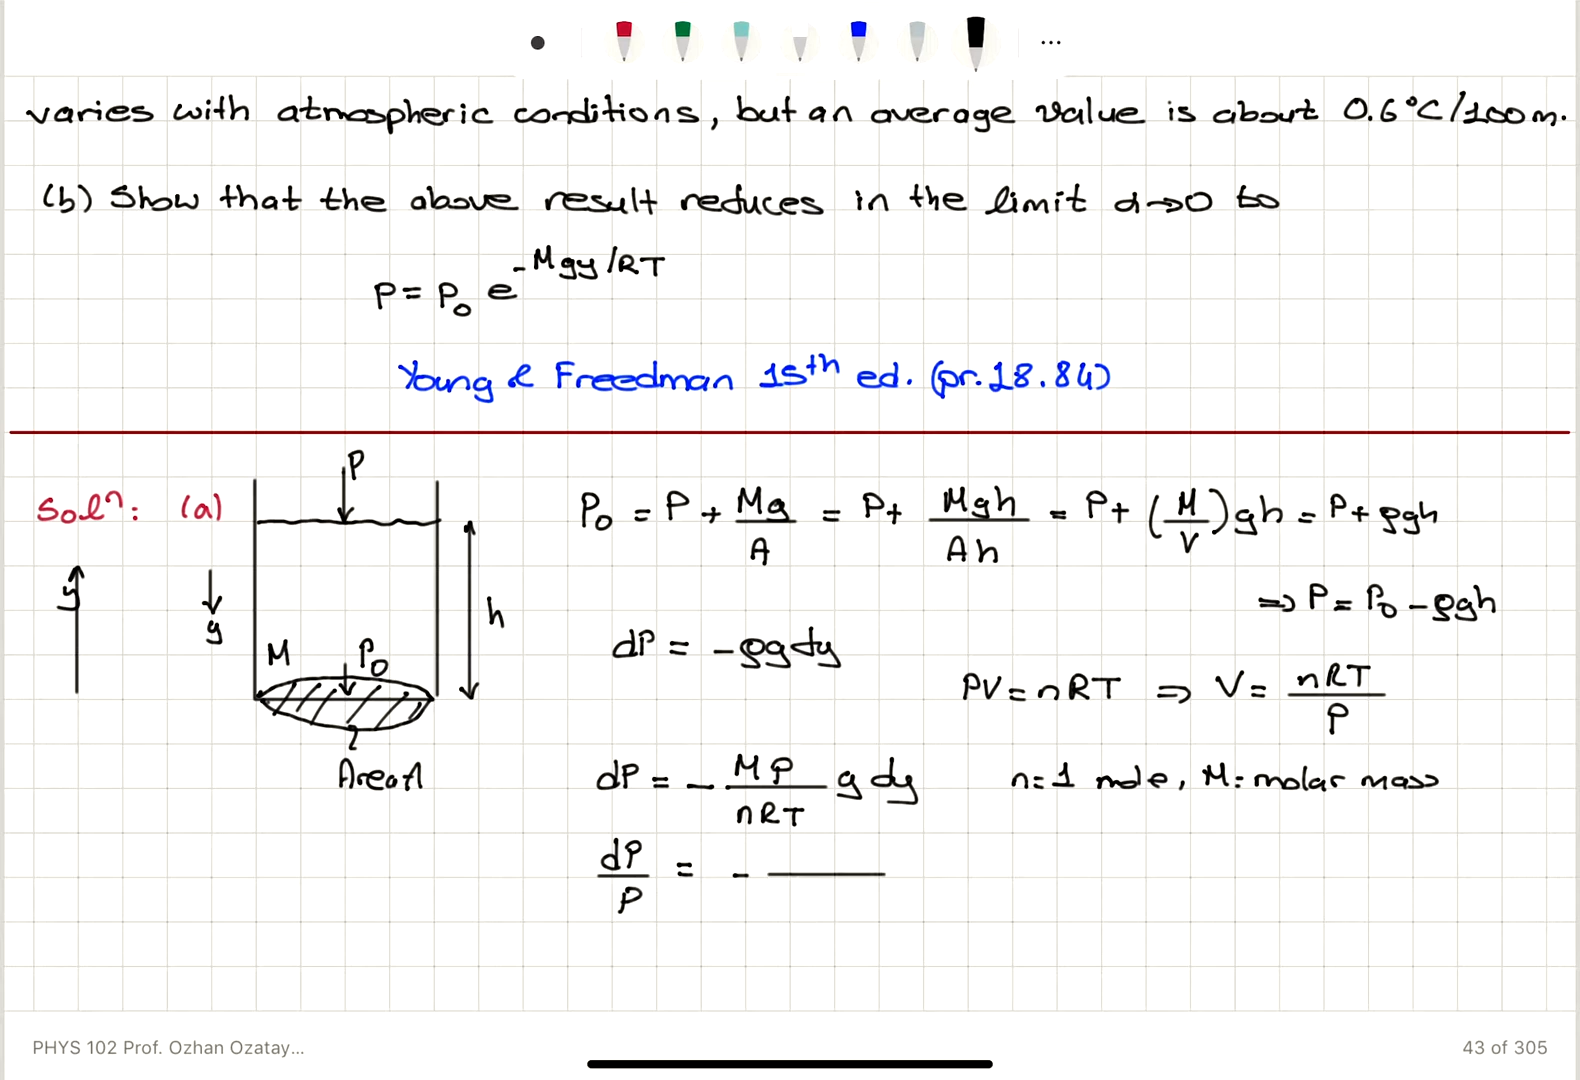 ...
varies with atmospheric conditions, but an average value is about 0.6°C/100m.
(b) Show that the above result reduces in the limit α→0 to
P = P₀ e^(-Mgy/RT)
Young & Freedman 15th ed. (pr. 18.84)
Solⁿ: (a)
P
y
g
M
P₀
h
Area A
P₀ = P + Mg/A = P + Mgh/Ah = P + (M/V)gh = P + ρgh
⇒ P = P₀ - ρgh
dP = -ρgdy
PV = nRT ⇒ V = nRT/P
dP = - MP/nRT g dy
n=1 mole, M: molar mass
dP/P = -
PHYS 102 Prof. Ozhan Ozatay...
43 of 305